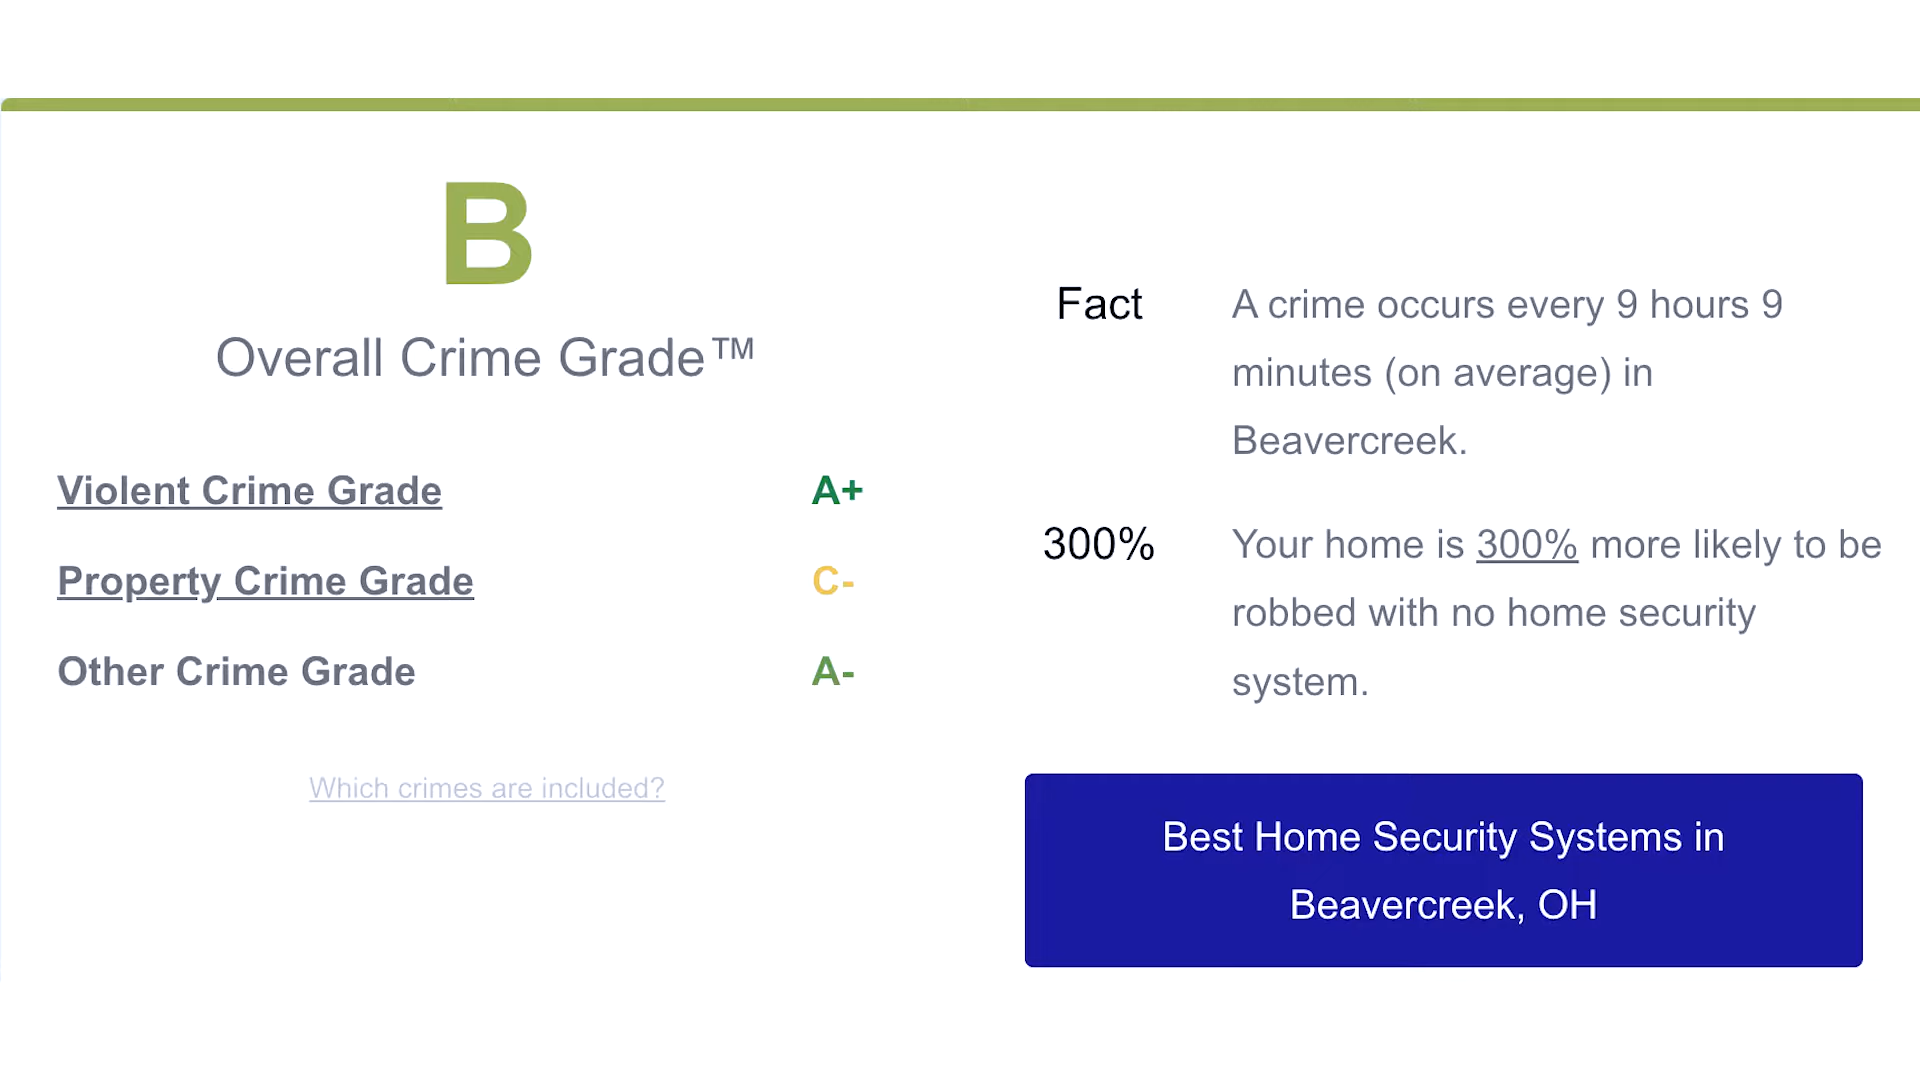 B
Overall Crime Grade™
Violent Crime Grade A+
Property Crime Grade C-
Other Crime Grade A-
Which crimes are included?
Fact A crime occurs every 9 hours 9
minutes (on average) in
Beavercreek.
300% Your home is 300% more likely to be
robbed with no home security
system.
Best Home Security Systems in
Beavercreek, OH